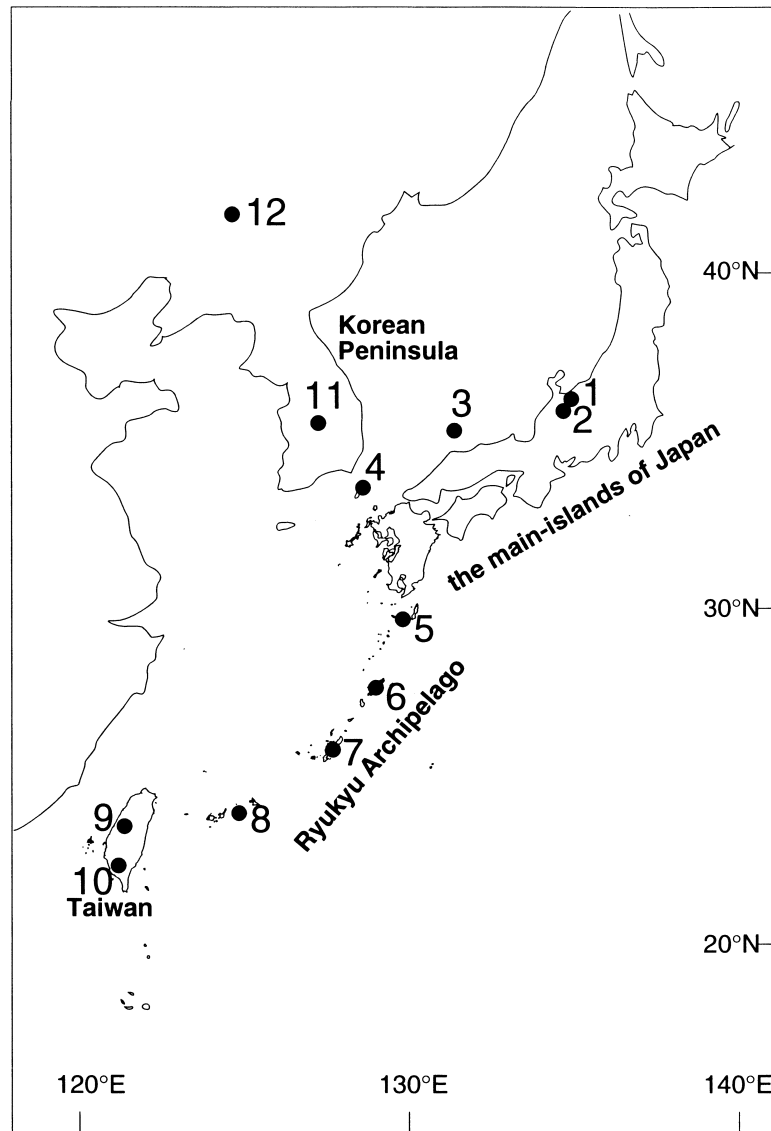 12
40°N
Korean
Peninsula
11
3
1
2
4
the main-islands of Japan
30°N
5
6
7
Ryukyu Archipelago
8
9
10
Taiwan
20°N
120°E
130°E
140°E